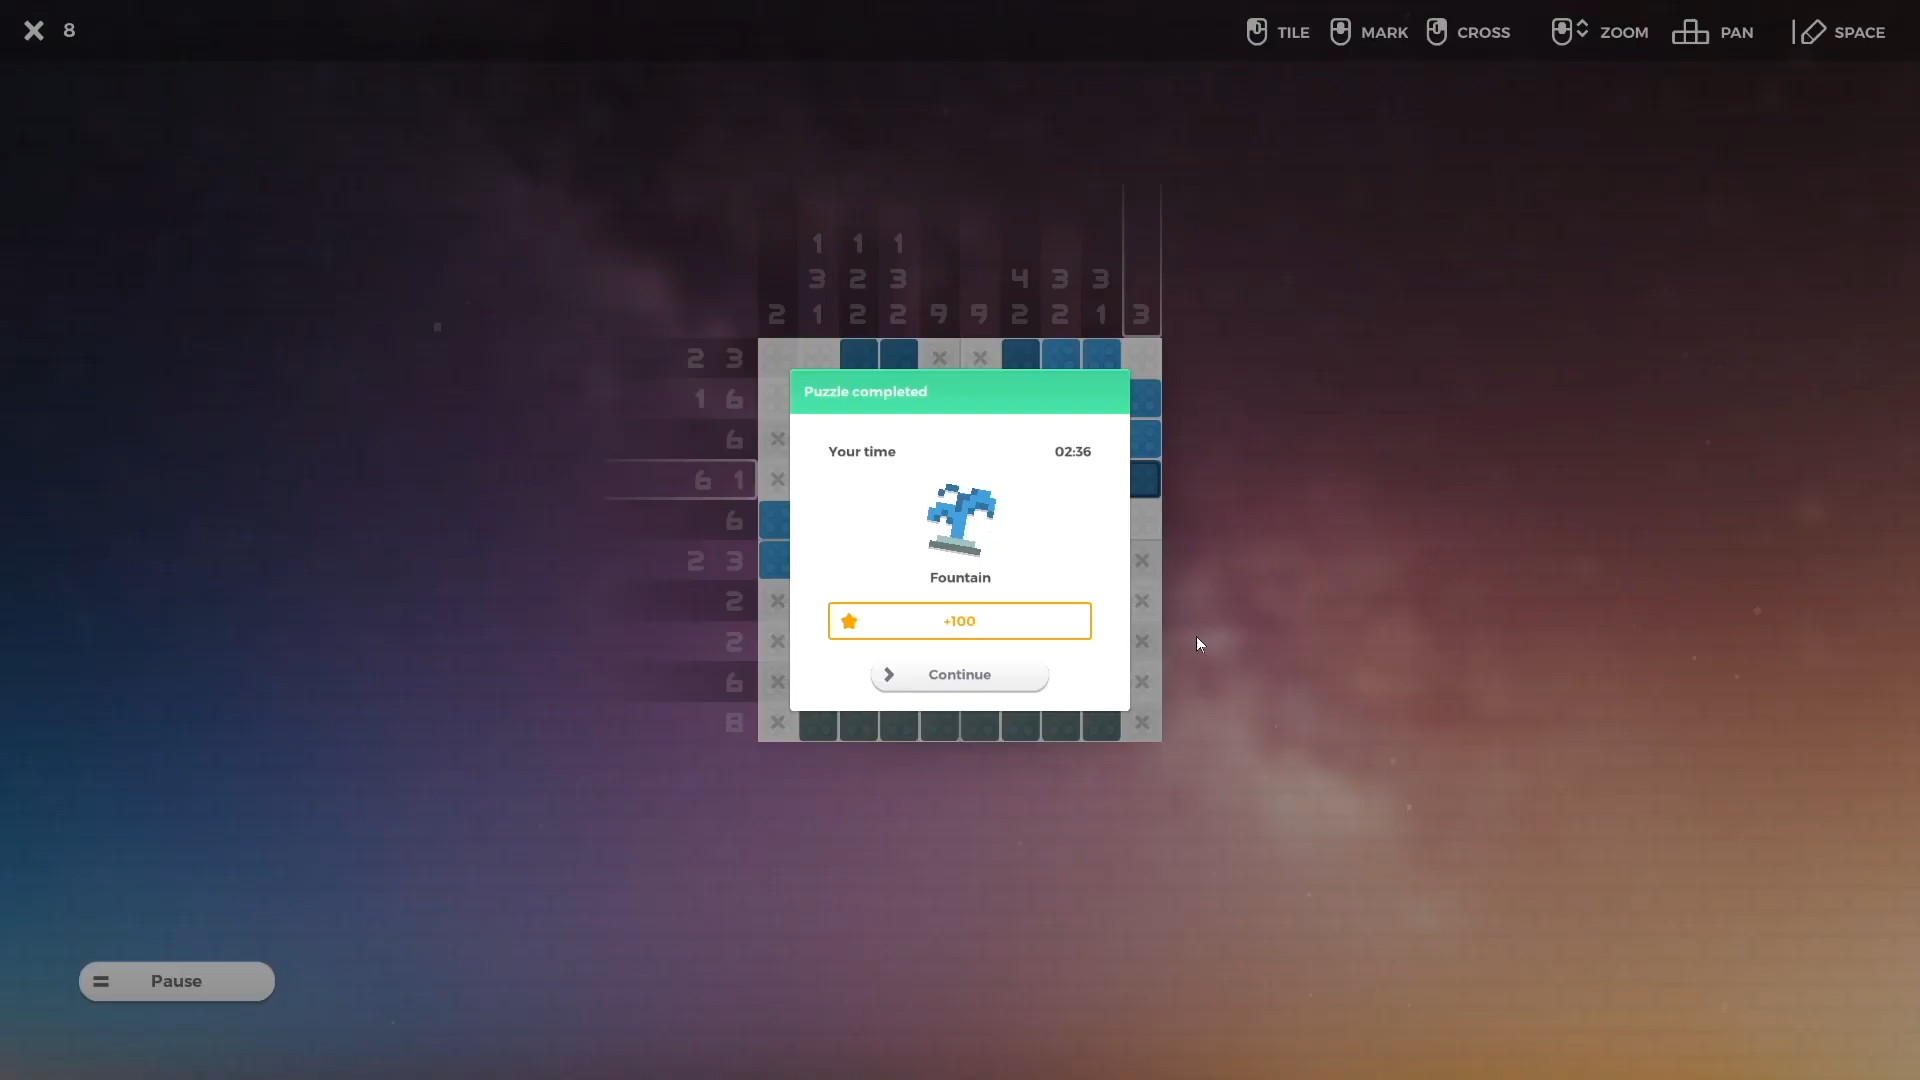 8
TILE MARK CROSS ZOOM PAN SPACE
1 1 1
3 2 3 4 3 3
2 1 2 2 9 9 2 2 1 3
2 3
1 6
6
6 1
6
2 3
2
2
6
8
Puzzle completed
Your time 02:36
Fountain
+100
Continue
Pause